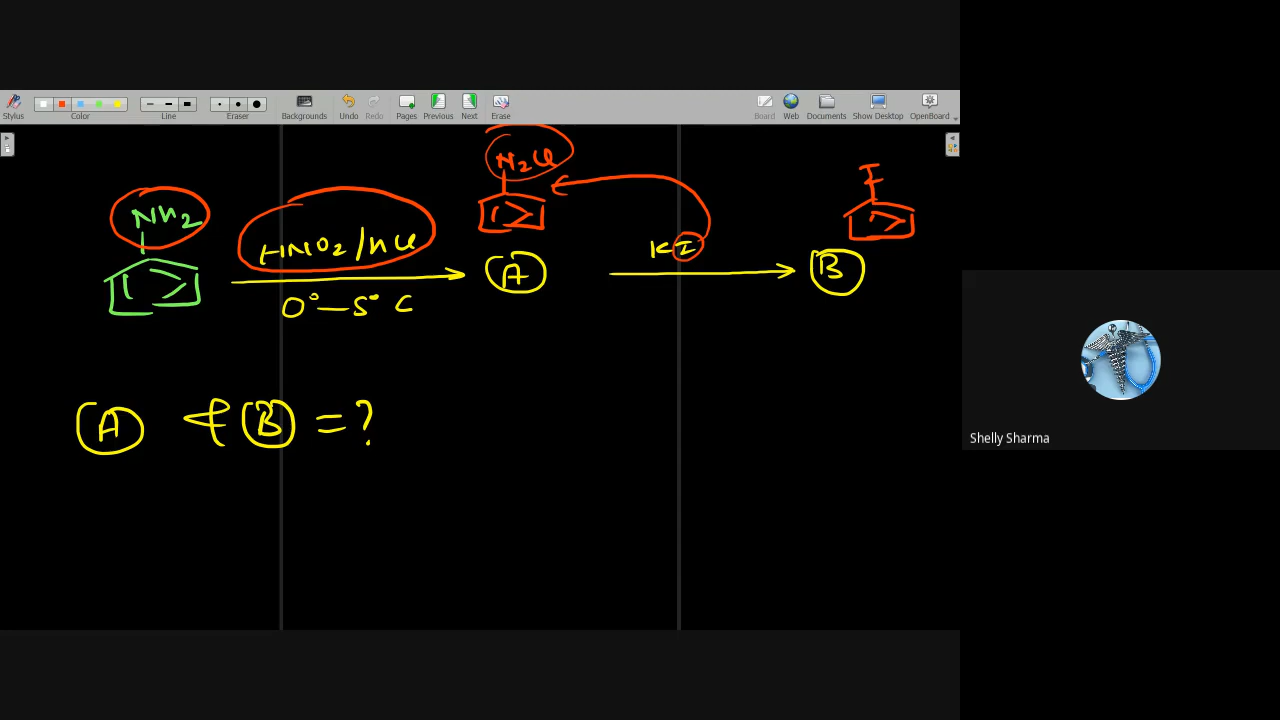 Stylus Color Line Eraser Backgrounds Undo Redo Pages Previous Next Erase Board Web Documents Show Desktop OpenBoard
N2Cl
I
NH2
HNO2/HCl
KI
A
B
0°-5° C
A & B = ?
Shelly Sharma